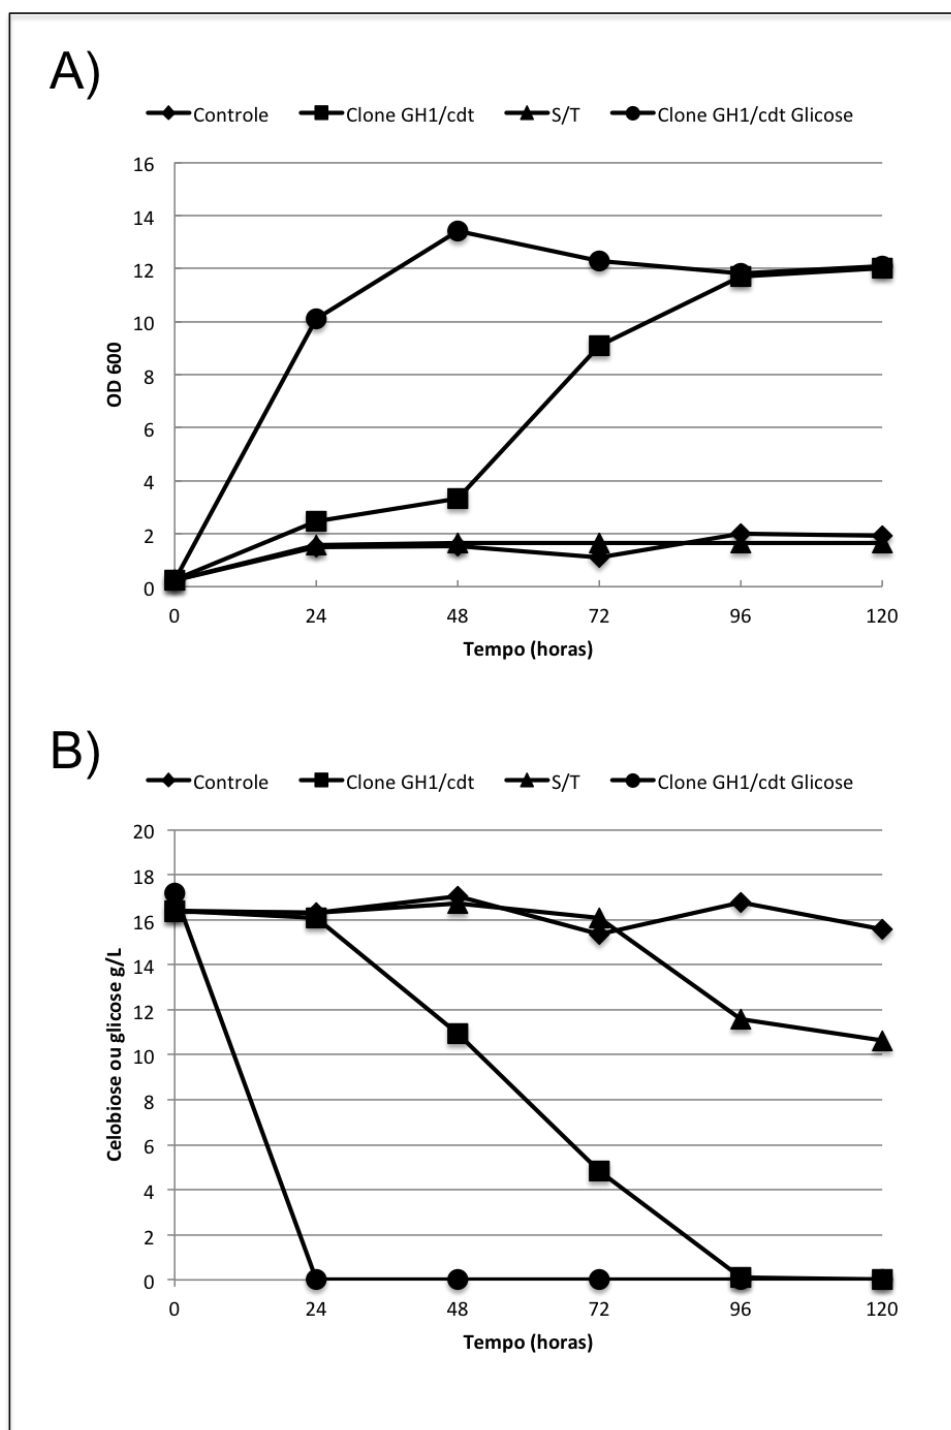 A)
Controle Clone GH1/cdt S/T Clone GH1/cdt Glicose
16
14
12
10
8
6
4
2
0
OD 600
0 24 48 72 96 120
Tempo (horas)
B)
Controle Clone GH1/cdt S/T Clone GH1/cdt Glicose
20
18
16
14
12
10
8
6
4
2
0
Celobiose ou glicose g/L
0 24 48 72 96 120
Tempo (horas)